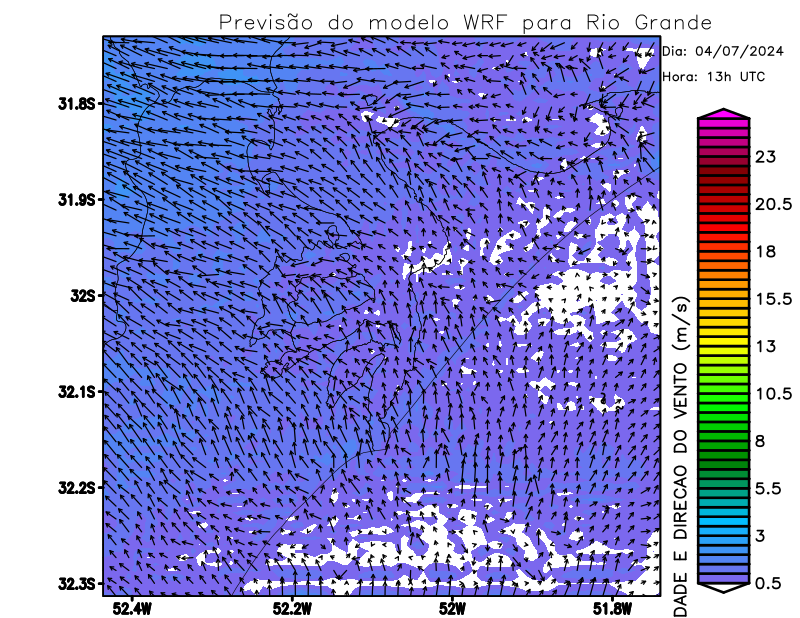 Previsão do modelo WRF para Rio Grande
Dia: 04/07/2024
Hora: 13h UTC
31.8S
31.9S
32S
32.1S
32.2S
32.3S
52.4W
52.2W
52W
51.8W
23
20.5
18
15.5
13
10.5
8
5.5
3
0.5
DADE E DIRECAO DO VENTO (m/s)